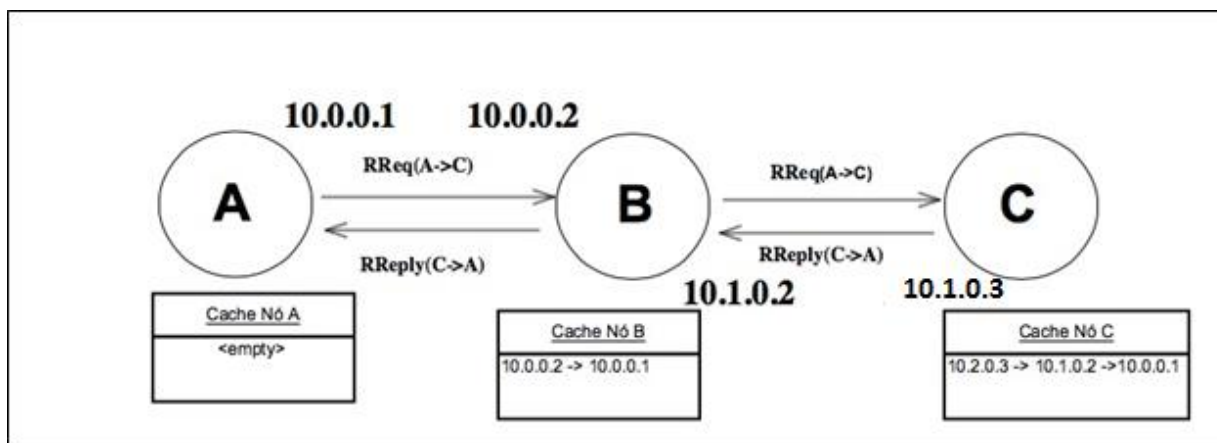 10.0.0.1
10.0.0.2
RReq(A->C)
RReq(A->C)
A
B
C
RReply(C->A)
RReply(C->A)
10.1.0.2
10.1.0.3
Cache Nó A
<empty>
Cache Nó B
10.0.0.2 -> 10.0.0.1
Cache Nó C
10.2.0.3 -> 10.1.0.2 ->10.0.0.1